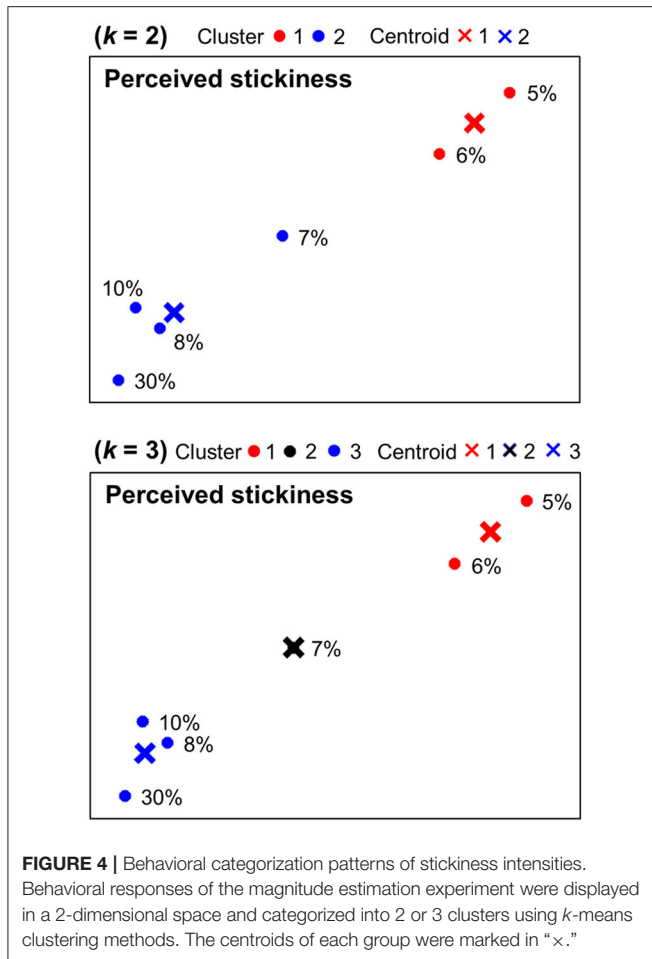 (k = 2) Cluster ● 1 ● 2 Centroid × 1 × 2
Perceived stickiness
5%
6%
7%
10%
8%
30%
(k = 3) Cluster ● 1 ● 2 ● 3 Centroid × 1 × 2 × 3
Perceived stickiness
5%
6%
7%
10%
8%
30%
FIGURE 4 | Behavioral categorization patterns of stickiness intensities.
Behavioral responses of the magnitude estimation experiment were displayed
in a 2-dimensional space and categorized into 2 or 3 clusters using k-means
clustering methods. The centroids of each group were marked in “×.”